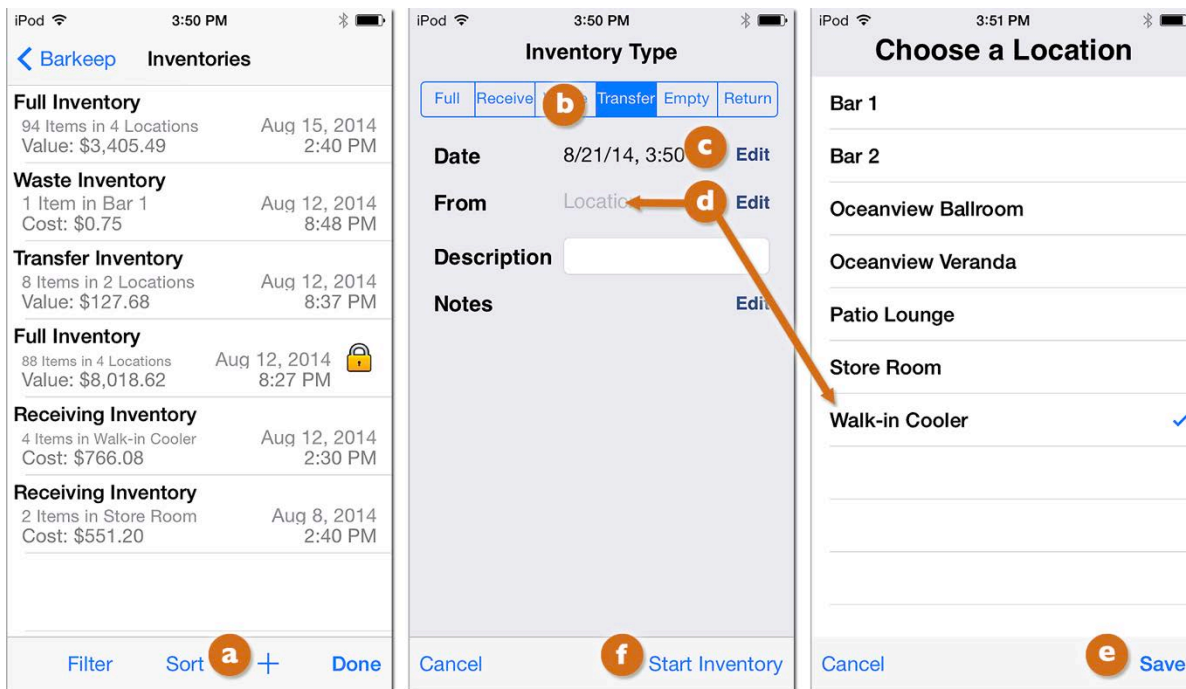 iPod 3:50 PM
Barkeep Inventories
Full Inventory
94 Items in 4 Locations Aug 15, 2014
Value: $3,405.49 2:40 PM
Waste Inventory
1 Item in Bar 1 Aug 12, 2014
Cost: $0.75 8:48 PM
Transfer Inventory
8 Items in 2 Locations Aug 12, 2014
Value: $127.68 8:37 PM
Full Inventory
88 Items in 4 Locations Aug 12, 2014
Value: $8,018.62 8:27 PM
Receiving Inventory
4 Items in Walk-in Cooler Aug 12, 2014
Cost: $766.08 2:30 PM
Receiving Inventory
2 Items in Store Room Aug 8, 2014
Cost: $551.20 2:40 PM
Filter Sort a + Done
iPod 3:50 PM
Inventory Type
Full Receive b Transfer Empty Return
Date 8/21/14, 3:50 c Edit
From d Edit
Description
Notes Edit
Cancel f Start Inventory
iPod 3:51 PM
Choose a Location
Bar 1
Bar 2
Oceanview Ballroom
Oceanview Veranda
Patio Lounge
Store Room
Walk-in Cooler
Cancel e Save